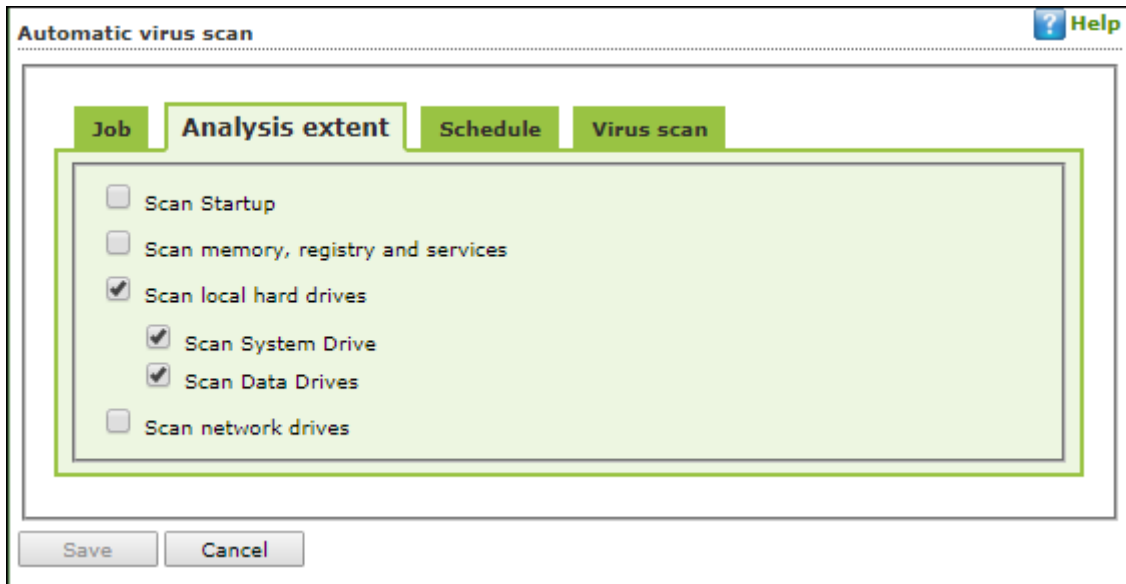 Automatic virus scan
? Help
Job Analysis extent Schedule Virus scan
Scan Startup
Scan memory, registry and services
Scan local hard drives
Scan System Drive
Scan Data Drives
Scan network drives
Save Cancel